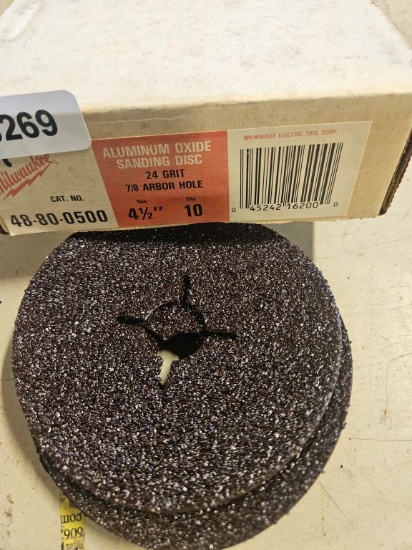 3269
Milwaukee
CAT. NO.
48-80-0500
ALUMINUM OXIDE
SANDING DISC
24 GRIT
7/8 ARBOR HOLE
Size Qty
4½" 10
MILWAUKEE ELECTRIC TOOL CORP.
0 45242 16200 0